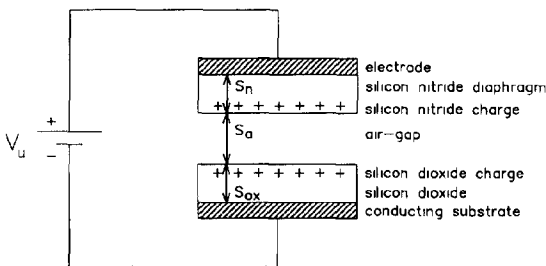 electrode
Sn
silicon nitride diaphragm
+ + + + + + +
silicon nitride charge
+
Vu
−
Sa
air-gap
+ + + + + + +
silicon dioxide charge
Sox
silicon dioxide
conducting substrate